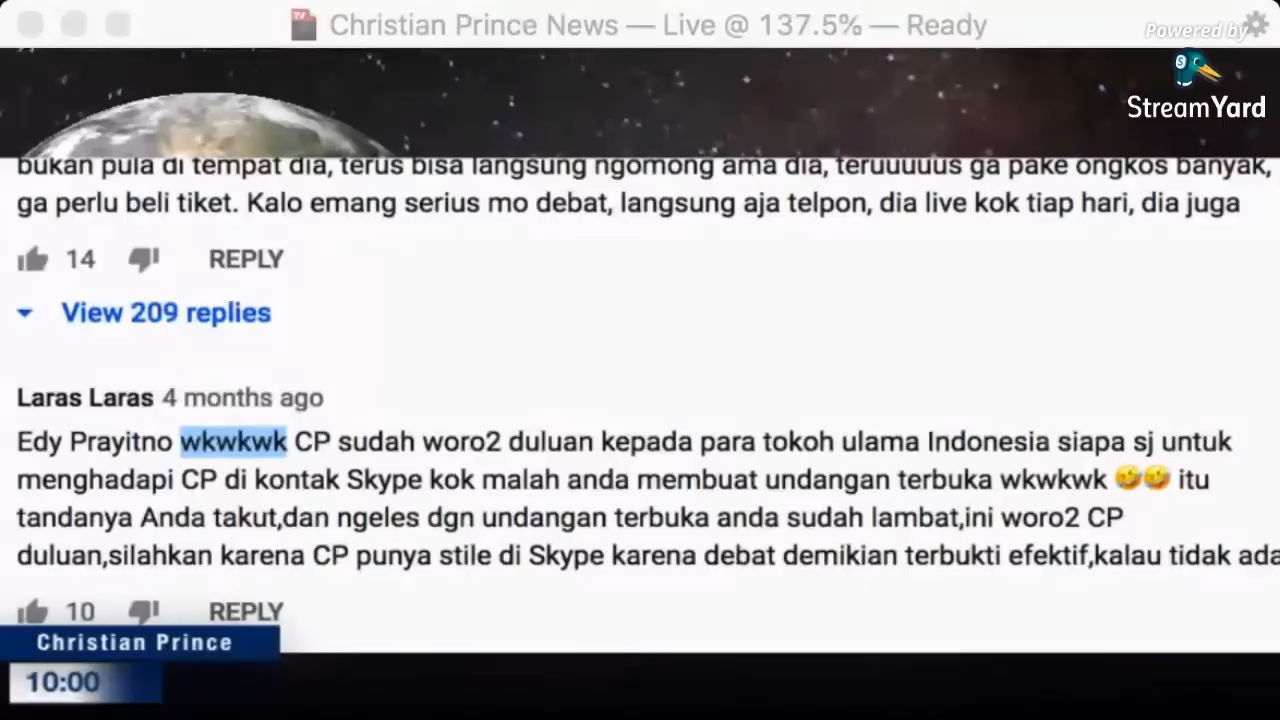 TV
Christian Prince News — Live @ 137.5% — Ready
Powered by
S
StreamYard
bukan pula di tempat dia, terus bisa langsung ngomong ama dia, teruuuuus ga pake ongkos banyak,
ga perlu beli tiket. Kalo emang serius mo debat, langsung aja telpon, dia live kok tiap hari, dia juga
14 REPLY
View 209 replies
Laras Laras 4 months ago
Edy Prayitno wkwkwk CP sudah woro2 duluan kepada para tokoh ulama Indonesia siapa sj untuk
menghadapi CP di kontak Skype kok malah anda membuat undangan terbuka wkwkwk 🤣🤣 itu
tandanya Anda takut,dan ngeles dgn undangan terbuka anda sudah lambat,ini woro2 CP
duluan,silahkan karena CP punya stile di Skype karena debat demikian terbukti efektif,kalau tidak ada
10 REPLY
Christian Prince
10:00